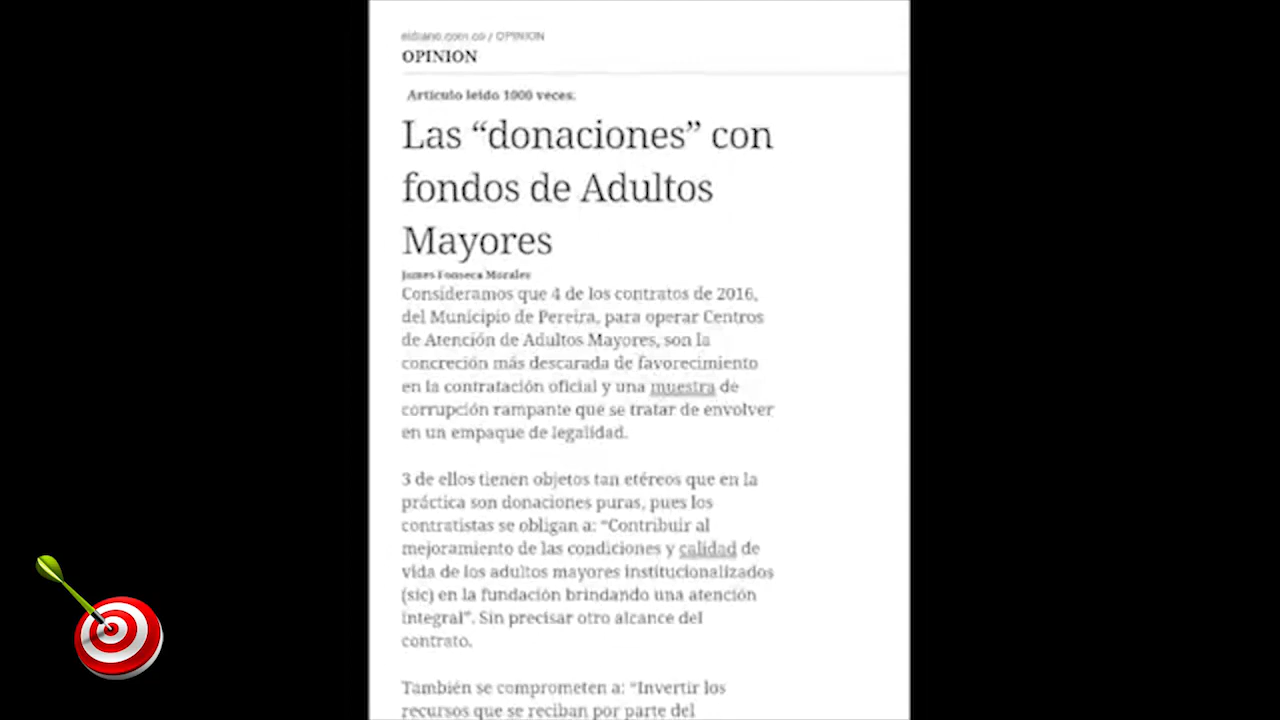 eldiario.com.co / OPINION
OPINION
Artículo leído 1000 veces.
Las “donaciones” con
fondos de Adultos
Mayores
James Fonseca Morales
Consideramos que 4 de los contratos de 2016,
del Municipio de Pereira, para operar Centros
de Atención de Adultos Mayores, son la
concreción más descarada de favorecimiento
en la contratación oficial y una muestra de
corrupción rampante que se tratar de envolver
en un empaque de legalidad.
3 de ellos tienen objetos tan etéreos que en la
práctica son donaciones puras, pues los
contratistas se obligan a: “Contribuir al
mejoramiento de las condiciones y calidad de
vida de los adultos mayores institucionalizados
(sic) en la fundación brindando una atención
integral”. Sin precisar otro alcance del
contrato.
También se comprometen a: “Invertir los
recursos que se reciban por parte del